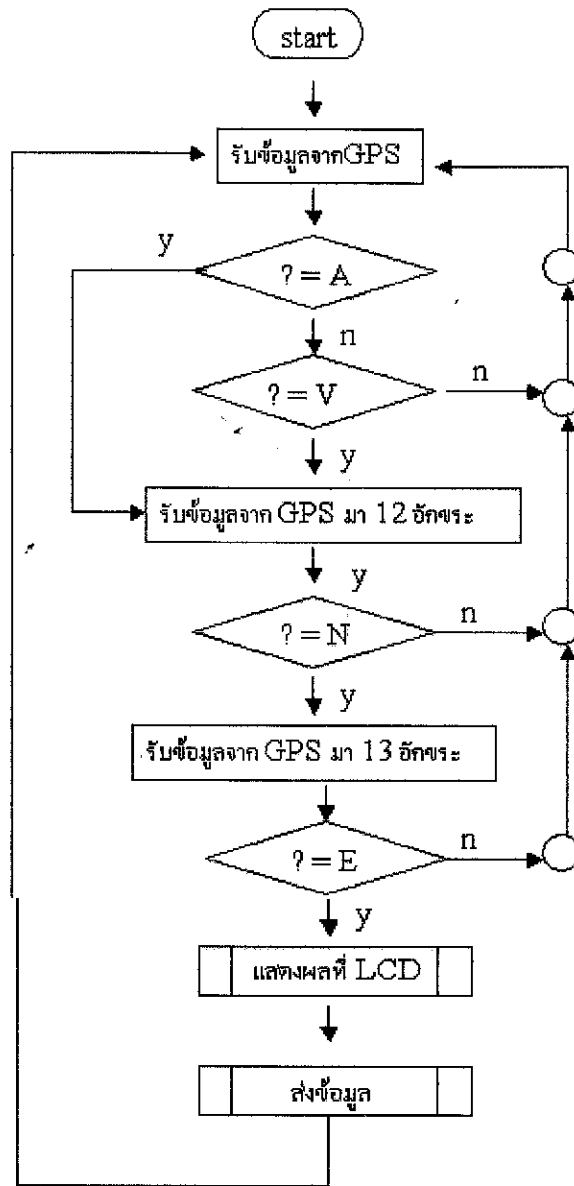 start
รับข้อมูลจากGPS
y
? = A
n
? = V
n
y
รับข้อมูลจาก GPS มา 12 อักขระ
y
? = N
n
y
รับข้อมูลจาก GPS มา 13 อักขระ
? = E
n
y
แสดงผลที่ LCD
ส่งข้อมูล